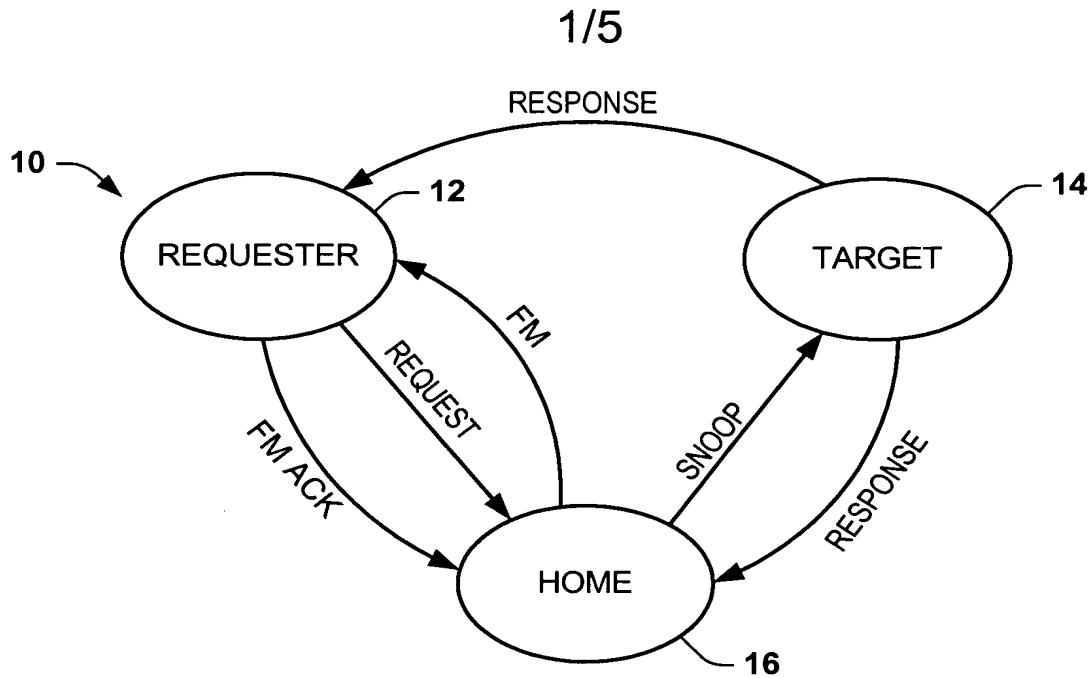 1/5
RESPONSE
10
12
14
REQUESTER
TARGET
FM
REQUEST
FM ACK
SNOOP
RESPONSE
HOME
16